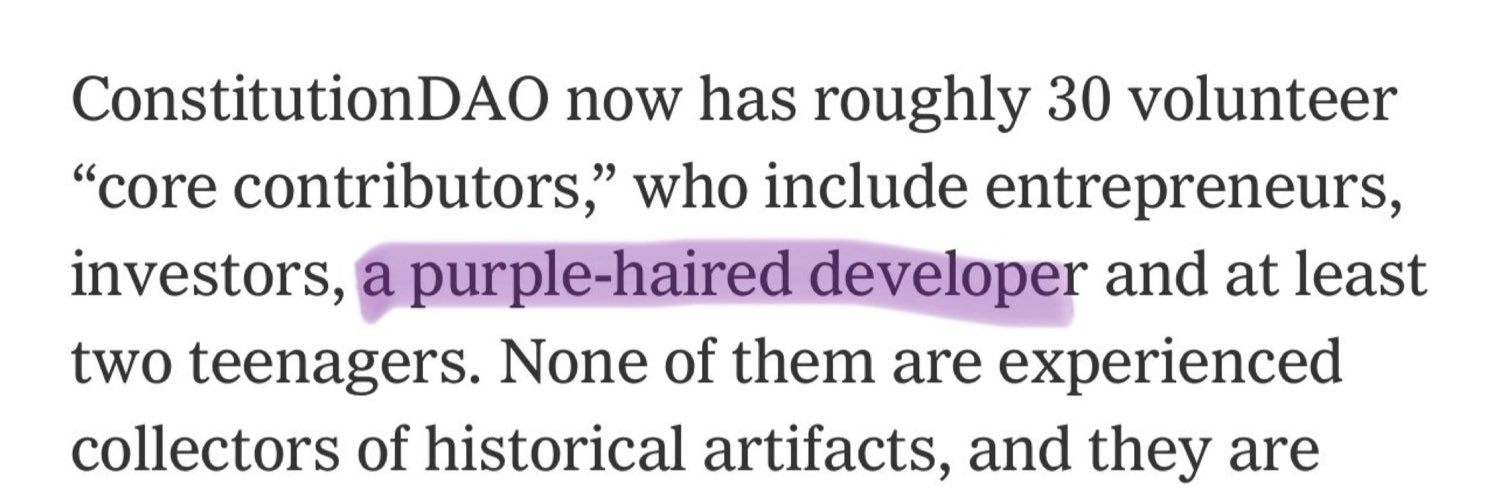 ConstitutionDAO now has roughly 30 volunteer
“core contributors,” who include entrepreneurs,
investors, a purple-haired developer and at least
two teenagers. None of them are experienced
collectors of historical artifacts, and they are